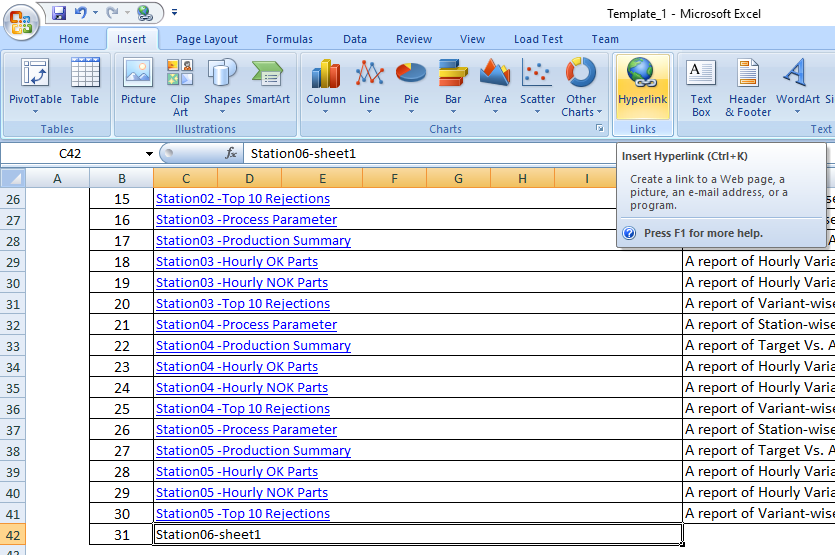 Template_1 - Microsoft Excel
Home Insert Page Layout Formulas Data Review View Load Test Team
PivotTable Table Picture Clip Art Shapes SmartArt Column Line Pie Bar Area Scatter Other Charts Hyperlink Text Box Header & Footer WordArt Si
Tables Illustrations Charts Links Text
C42 fx Station06-sheet1
Insert Hyperlink (Ctrl+K)
Create a link to a Web page, a
picture, an e-mail address, or a
program.
Press F1 for more help.
A B C D E F G H I
26 15 Station02 -Top 10 Rejections
27 16 Station03 -Process Parameter
28 17 Station03 -Production Summary
29 18 Station03 -Hourly OK Parts A report of Hourly Varia
30 19 Station03 -Hourly NOK Parts A report of Hourly Varia
31 20 Station03 -Top 10 Rejections A report of Variant-wise
32 21 Station04 -Process Parameter A report of Station-wise
33 22 Station04 -Production Summary A report of Target Vs. A
34 23 Station04 -Hourly OK Parts A report of Hourly Varia
35 24 Station04 -Hourly NOK Parts A report of Hourly Varia
36 25 Station04 -Top 10 Rejections A report of Variant-wise
37 26 Station05 -Process Parameter A report of Station-wise
38 27 Station05 -Production Summary A report of Target Vs. A
39 28 Station05 -Hourly OK Parts A report of Hourly Varia
40 29 Station05 -Hourly NOK Parts A report of Hourly Varia
41 30 Station05 -Top 10 Rejections A report of Variant-wise
42 31 Station06-sheet1